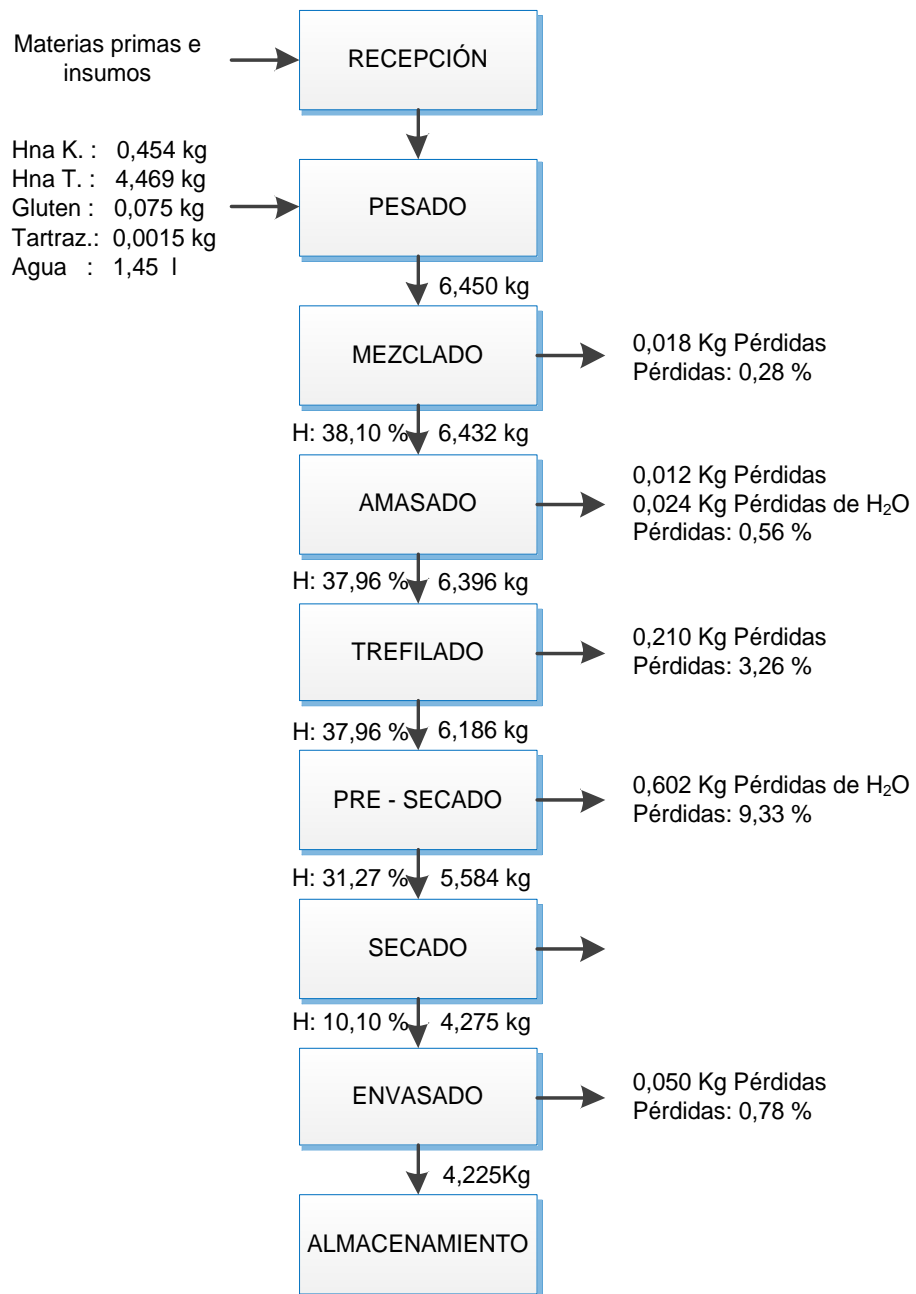 Materias primas e
insumos
RECEPCIÓN
Hna K. : 0,454 kg
Hna T. : 4,469 kg
Gluten : 0,075 kg
Tartraz.: 0,0015 kg
Agua : 1,45 l
PESADO
6,450 kg
MEZCLADO
0,018 Kg Pérdidas
Pérdidas: 0,28 %
H: 38,10 % 6,432 kg
AMASADO
0,012 Kg Pérdidas
0,024 Kg Pérdidas de H₂O
Pérdidas: 0,56 %
H: 37,96 % 6,396 kg
TREFILADO
0,210 Kg Pérdidas
Pérdidas: 3,26 %
H: 37,96 % 6,186 kg
PRE - SECADO
0,602 Kg Pérdidas de H₂O
Pérdidas: 9,33 %
H: 31,27 % 5,584 kg
SECADO
H: 10,10 % 4,275 kg
ENVASADO
0,050 Kg Pérdidas
Pérdidas: 0,78 %
4,225Kg
ALMACENAMIENTO